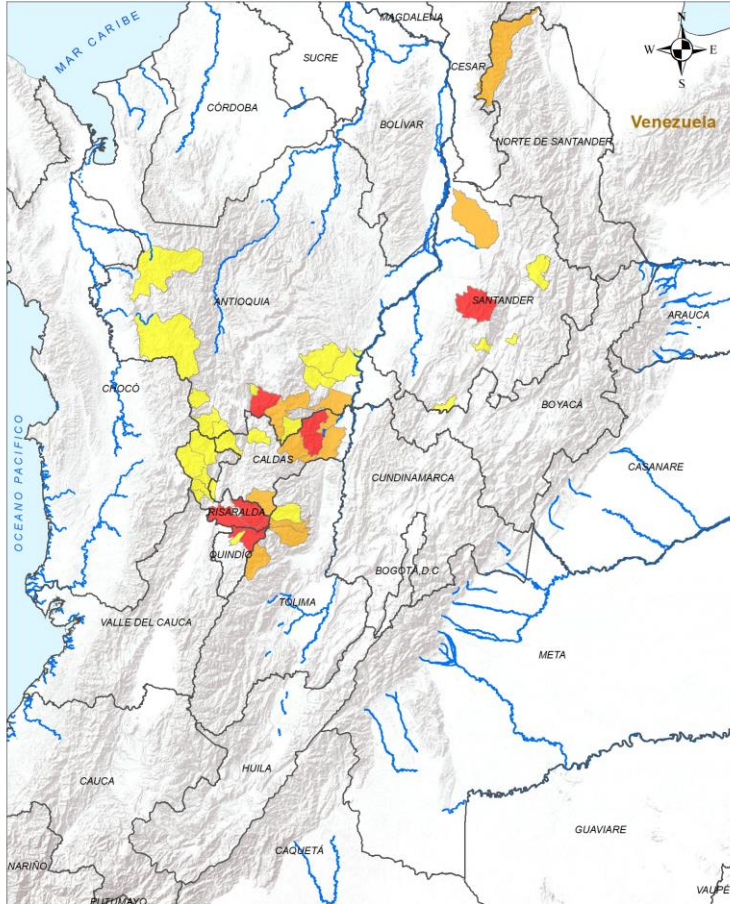 MAGDALENA
N
MAR CARIBE
SUCRE
W
E
CESAR
S
CÓRDOBA
BOLÍVAR
Venezuela
NORTE DE SANTANDER
ANTIOQUIA
SANTANDER
ARAUCA
CHOCÓ
BOYACÁ
OCEANO PACIFICO
CALDAS
CUNDINAMARCA
CASANARE
RISARALDA
QUINDÍO
BOGOTÁ, D.C
TOLIMA
VALLE DEL CAUCA
META
HUILA
CAUCA
GUAVIARE
CAQUETÁ
NARIÑO
VAUPÉ
PUTUMAYO